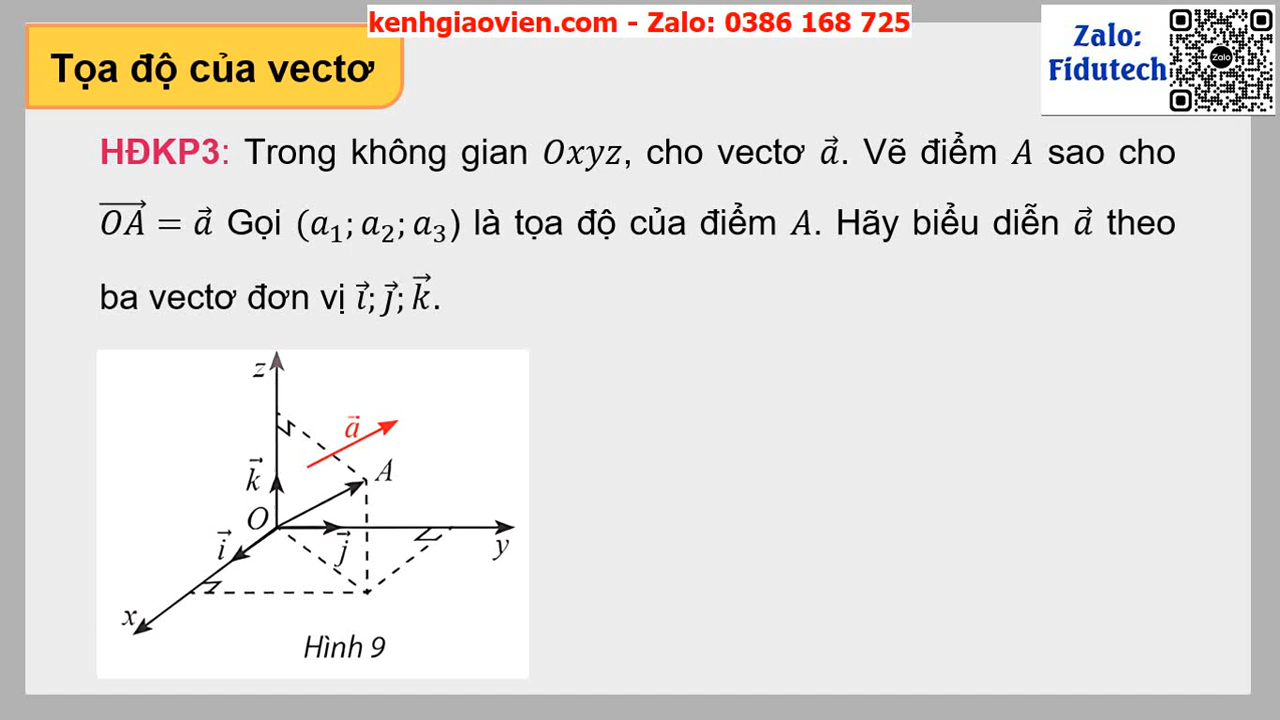 kenhgiaovien.com - Zalo: 0386 168 725
Zalo:
Fidutech
Zalo
Tọa độ của vectơ
HĐKP3: Trong không gian Oxyz, cho vectơ a⃗. Vẽ điểm A sao cho
OA⃗ = a⃗ Gọi (a₁; a₂; a₃) là tọa độ của điểm A. Hãy biểu diễn a⃗ theo
ba vectơ đơn vị i⃗; j⃗; k⃗.
z
a⃗
A
k⃗
O
i⃗
j⃗
y
x
Hình 9